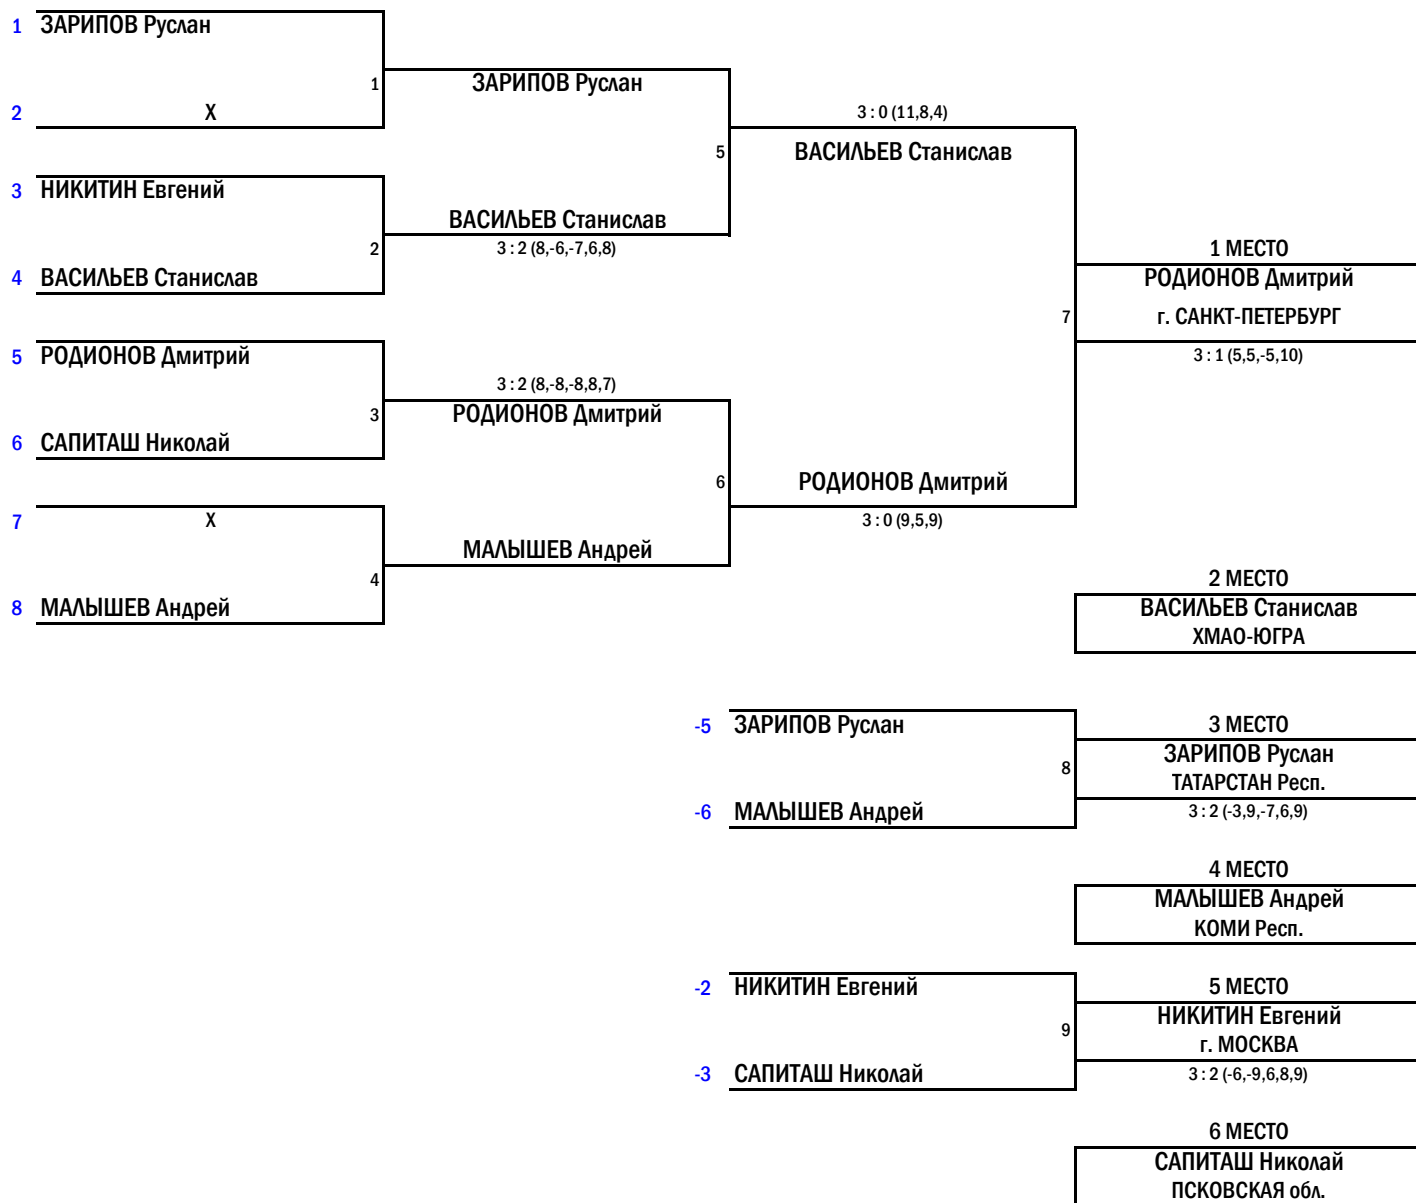 1 ЗАРИПОВ Руслан
1 ЗАРИПОВ Руслан
2 X
3 : 0 (11,8,4)
5 ВАСИЛЬЕВ Станислав
3 НИКИТИН Евгений
ВАСИЛЬЕВ Станислав
2 3 : 2 (8,-6,-7,6,8)
1 МЕСТО
4 ВАСИЛЬЕВ Станислав
РОДИОНОВ Дмитрий
7 г. САНКТ-ПЕТЕРБУРГ
5 РОДИОНОВ Дмитрий
3 : 1 (5,5,-5,10)
3 : 2 (8,-8,-8,8,7)
3 РОДИОНОВ Дмитрий
6 САПИТАШ Николай
6 РОДИОНОВ Дмитрий
7 X
3 : 0 (9,5,9)
МАЛЫШЕВ Андрей
4
2 МЕСТО
8 МАЛЫШЕВ Андрей
ВАСИЛЬЕВ Станислав
ХМАО-ЮГРА
-5 ЗАРИПОВ Руслан
3 МЕСТО
8 ЗАРИПОВ Руслан
ТАТАРСТАН Респ.
-6 МАЛЫШЕВ Андрей
3 : 2 (-3,9,-7,6,9)
4 МЕСТО
МАЛЫШЕВ Андрей
КОМИ Респ.
-2 НИКИТИН Евгений
5 МЕСТО
9 НИКИТИН Евгений
г. МОСКВА
-3 САПИТАШ Николай
3 : 2 (-6,-9,6,8,9)
6 МЕСТО
САПИТАШ Николай
ПСКОВСКАЯ обл.